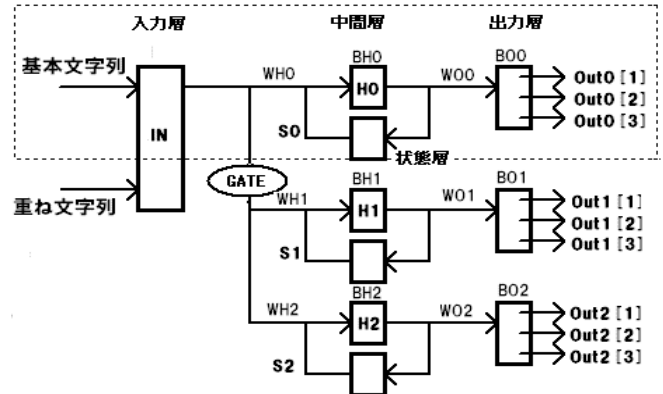 入力層 中間層 出力層
基本文字列
IN
重ね文字列
WH0
BH0
H0
S0
状態層
WO0
BO0
Out0 [1]
Out0 [2]
Out0 [3]
GATE
WH1
BH1
H1
S1
WO1
BO1
Out1 [1]
Out1 [2]
Out1 [3]
WH2
BH2
H2
S2
WO2
BO2
Out2 [1]
Out2 [2]
Out2 [3]